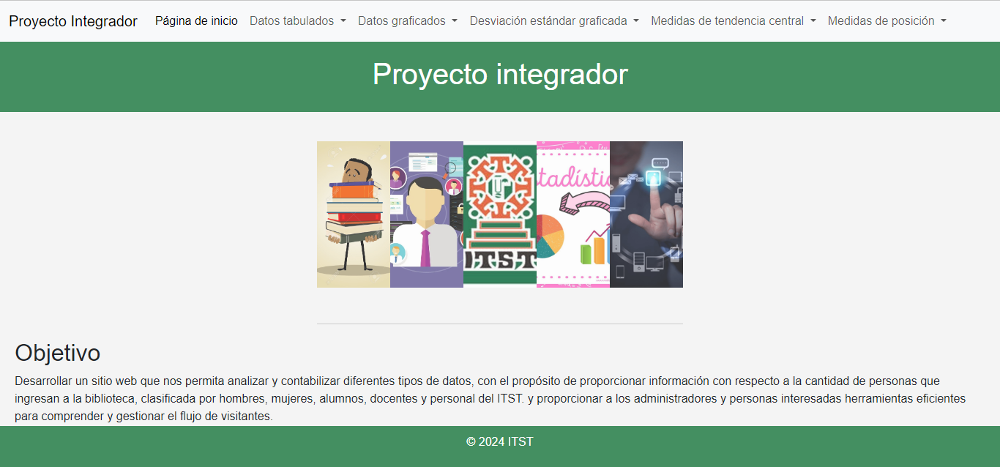 Proyecto Integrador Página de inicio Datos tabulados Datos graficados Desviación estándar graficada Medidas de tendencia central Medidas de posición
Proyecto integrador
tadístic
ITST
Objetivo
Desarrollar un sitio web que nos permita analizar y contabilizar diferentes tipos de datos, con el propósito de proporcionar información con respecto a la cantidad de personas que
ingresan a la biblioteca, clasificada por hombres, mujeres, alumnos, docentes y personal del ITST. y proporcionar a los administradores y personas interesadas herramientas eficientes
para comprender y gestionar el flujo de visitantes.
© 2024 ITST